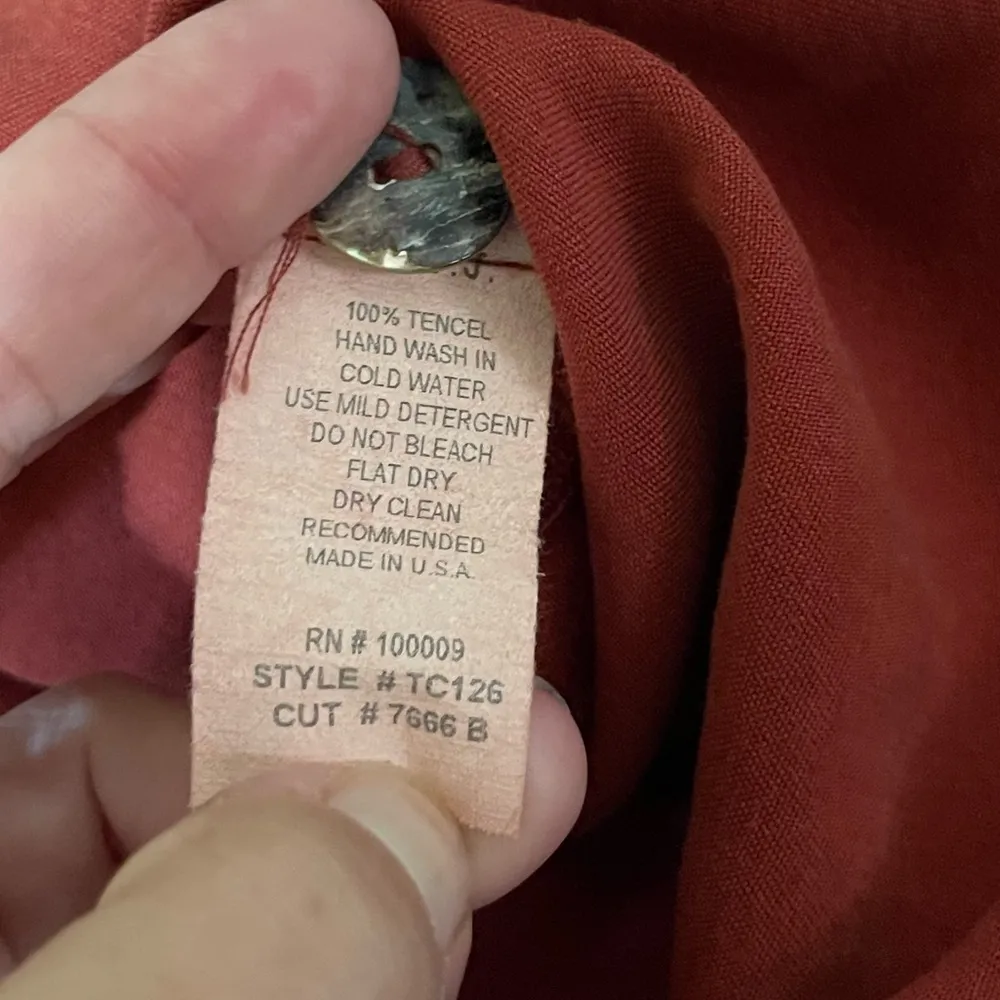 100% TENCEL
HAND WASH IN
COLD WATER
USE MILD DETERGENT
DO NOT BLEACH
FLAT DRY
DRY CLEAN
RECOMMENDED
MADE IN U.S.A.
RN # 100009
STYLE # TC126
CUT # 7666 B